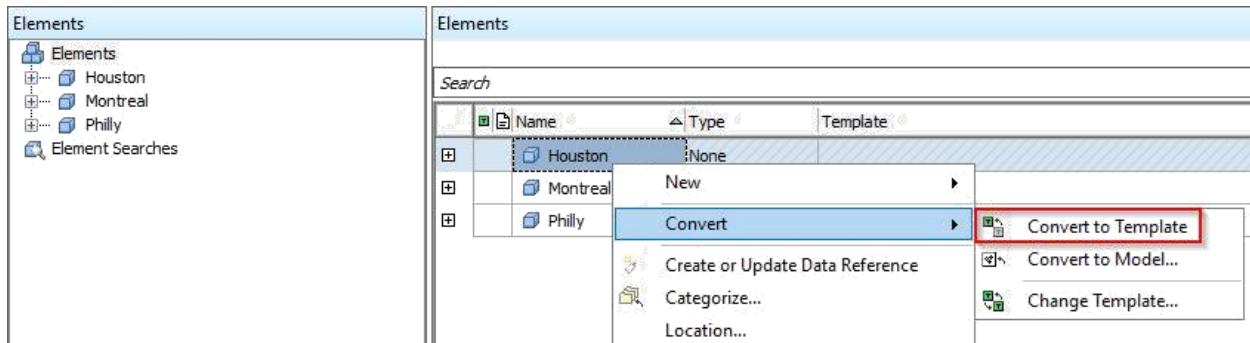 Elements
Elements
Houston
Montreal
Philly
Element Searches
Elements
Search
Name Type Template
Houston None
Montreal
Philly
New
Convert
Create or Update Data Reference
Categorize...
Location...
Convert to Template
Convert to Model...
Change Template...